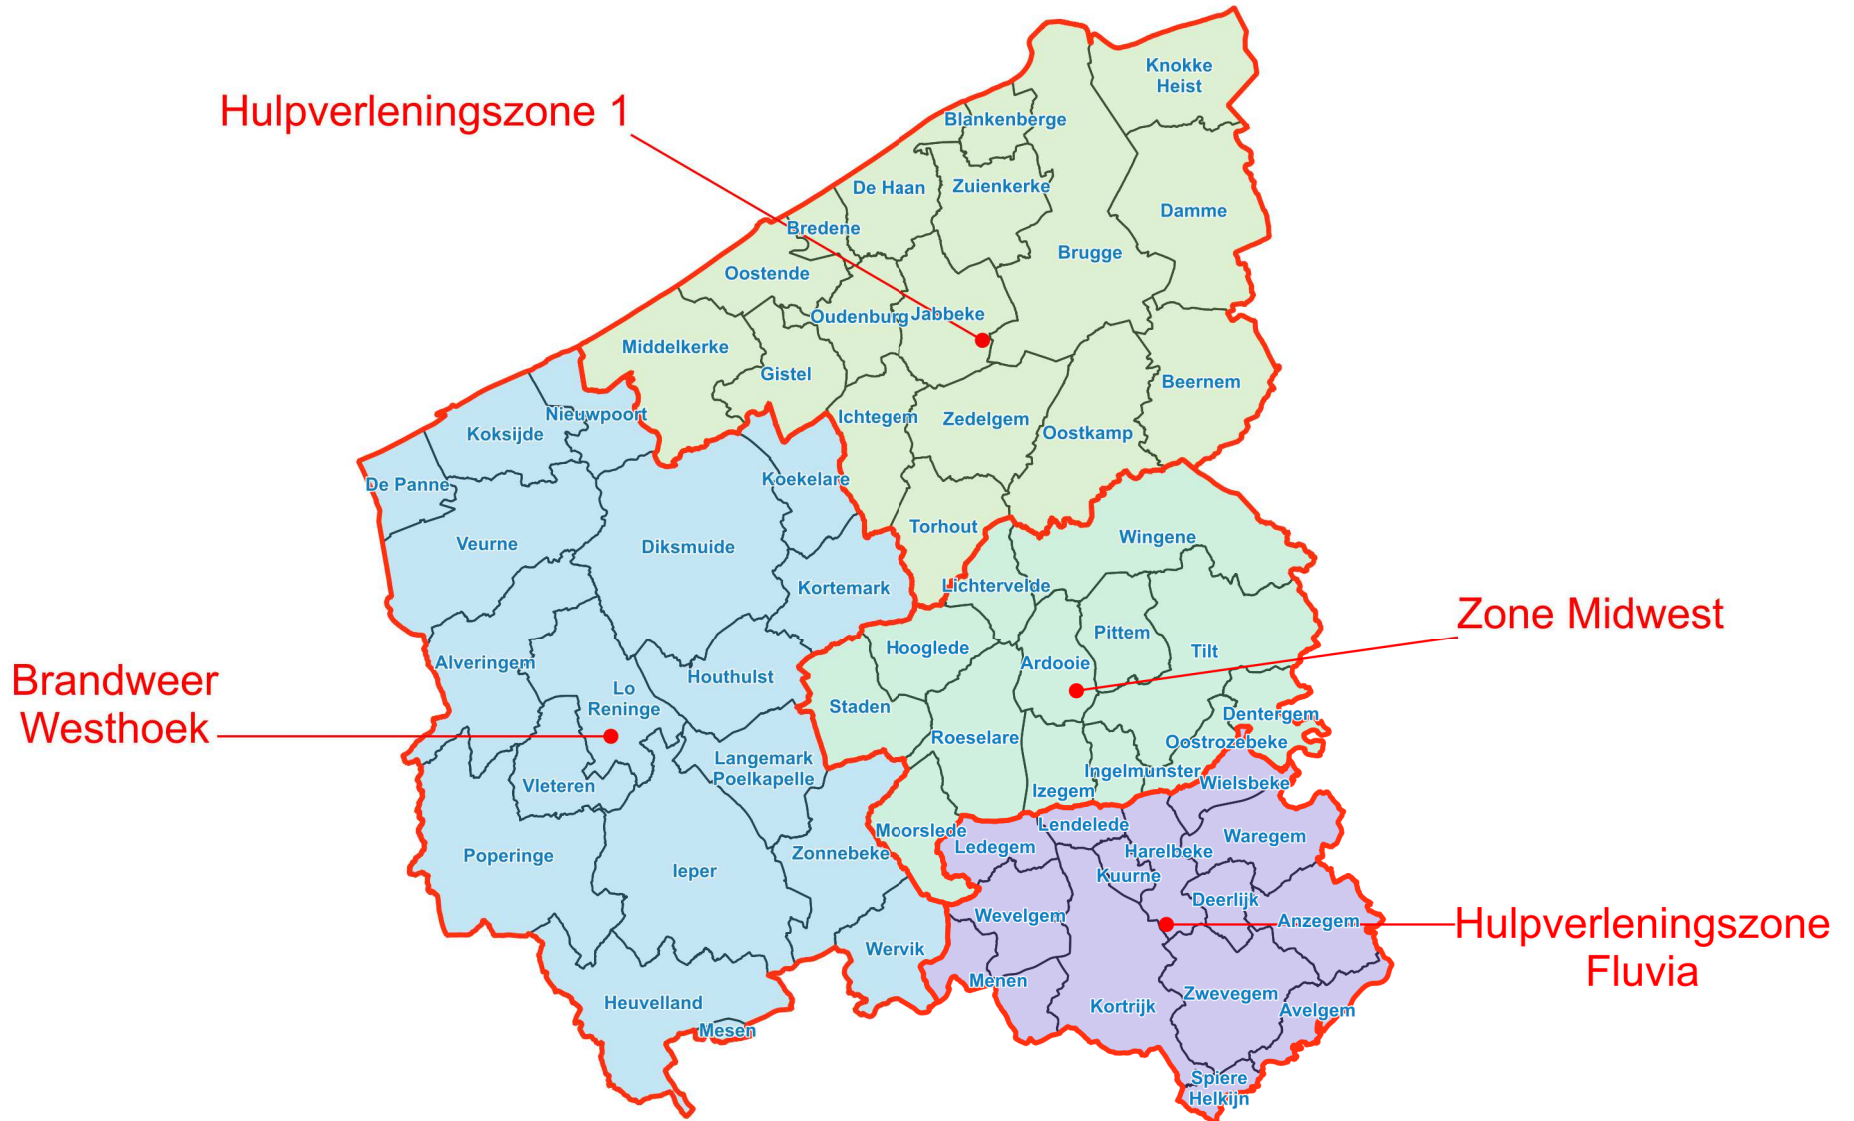 Knokke
Heist
Hulpverleningszone 1
Blankenberge
De Haan
Zuienkerke
Damme
Bredene
Brugge
Oostende
Oudenburg
Jabbeke
Middelkerke
Gistel
Beernem
Nieuwpoort
Ichtegem
Zedelgem
Oostkamp
Koksijde
De Panne
Koekelare
Torhout
Wingene
Veurne
Diksmuide
Kortemark
Lichtervelde
Zone Midwest
Pittem
Hooglede
Tilt
Alveringem
Ardooie
Houthulst
Brandweer
Westhoek
Lo
Reninge
Staden
Dentergem
Roeselare
Oostrozebeke
Langemark
Poelkapelle
Ingelmunster
Vleteren
Izegem
Wielsbeke
Lendelede
Moorslede
Waregem
Ledegem
Harelbeke
Zonnebeke
Poperinge
Ieper
Kuurne
Deerlijk
Wevelgem
Anzegem
Hulpverleningszone
Fluvia
Wervik
Menen
Zwevegem
Heuvelland
Kortrijk
Avelgem
Mesen
Spiere
Helkijn